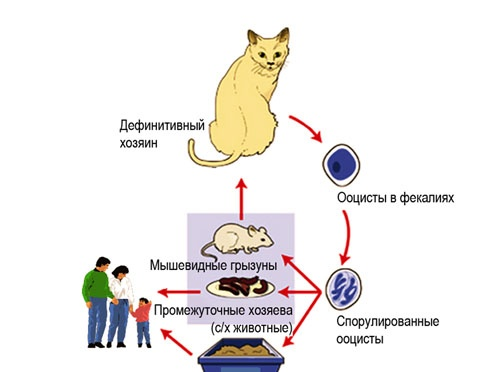 Дефинитивный
хозяин
Ооцисты в фекалиях
Мышевидные грызуны
Промежуточные хозяева
(с/х животные)
Спорулированные
ооцисты